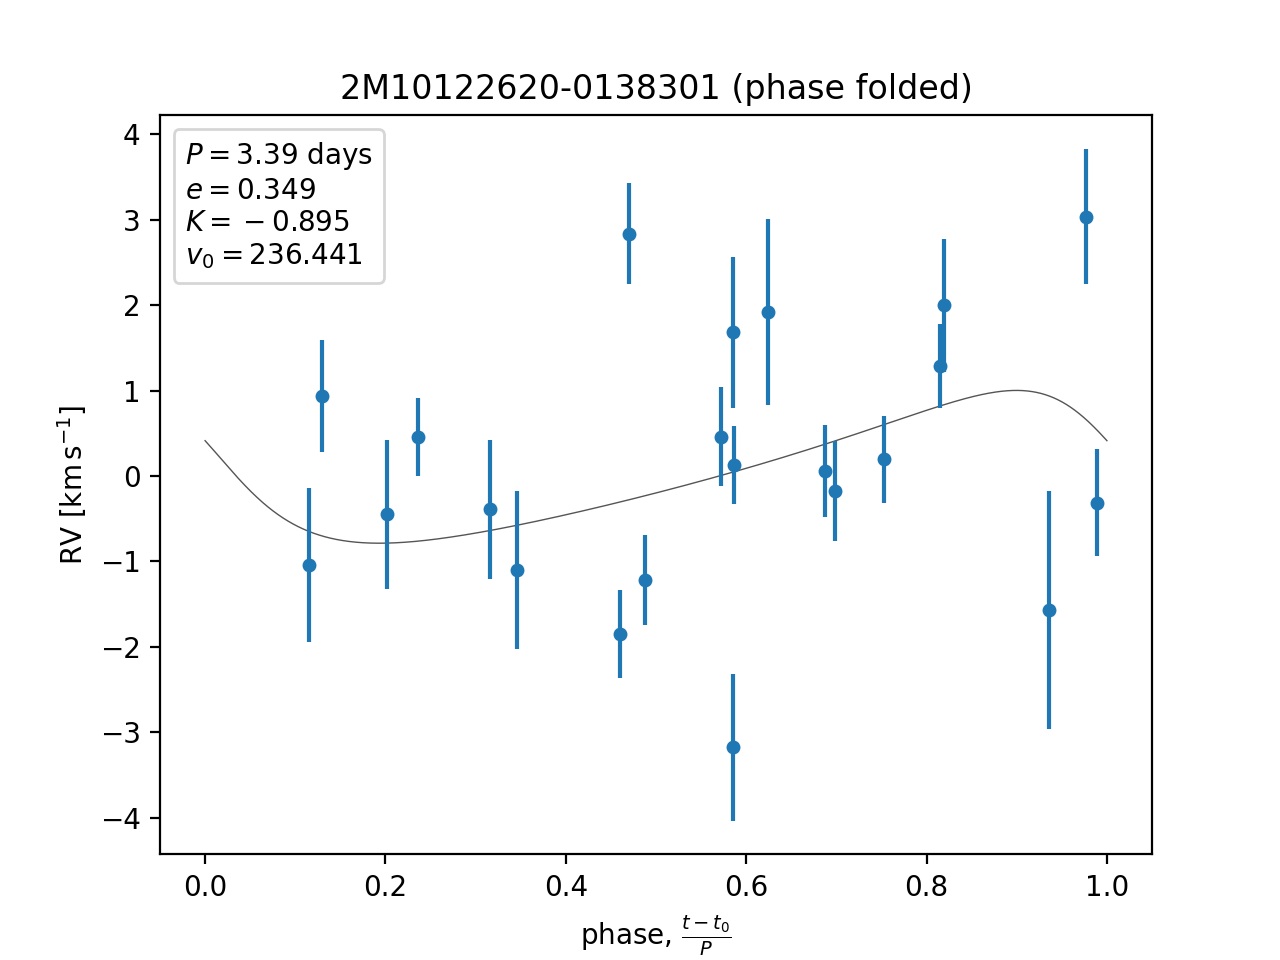 2M10122620-0138301 (phase folded)
P = 3.39 days
e = 0.349
K = −0.895
v₀ = 236.441
4
3
2
1
0
−1
−2
−3
−4
RV [km s⁻¹]
0.0 0.2 0.4 0.6 0.8 1.0
phase, (t − t₀)/P